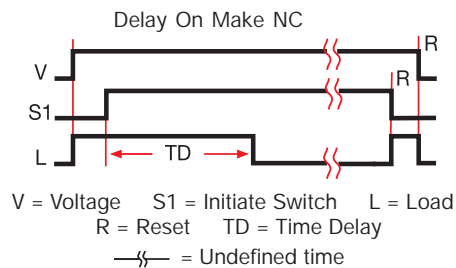 Delay On Make NC
R
V
R
S1
TD
L
V = Voltage S1 = Initiate Switch L = Load
R = Reset TD = Time Delay
= Undefined time